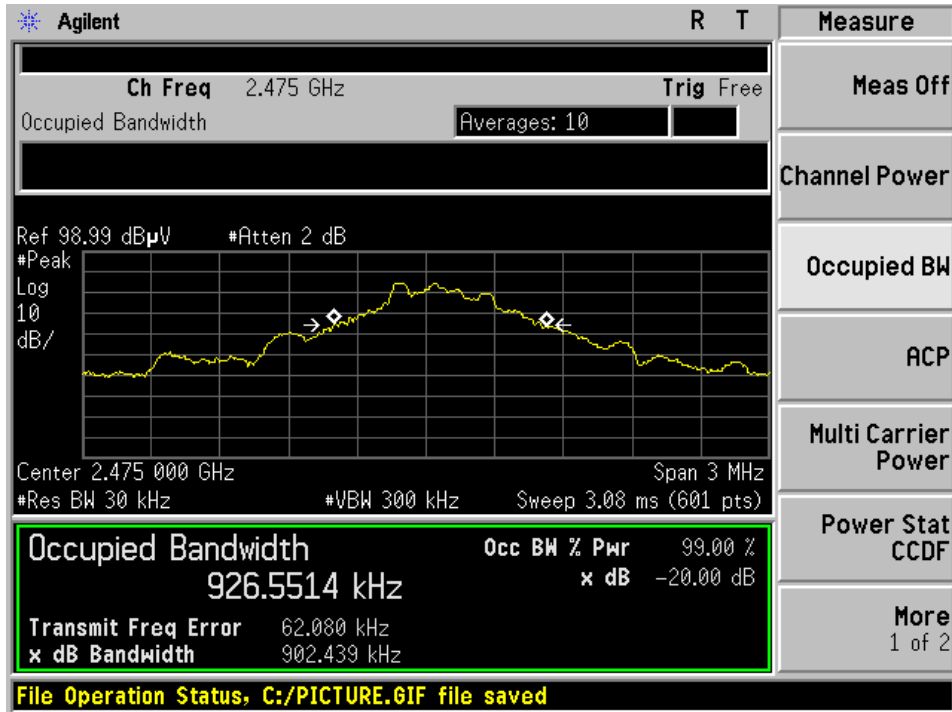 Agilent R T
Ch Freq 2.475 GHz Trig Free
Occupied Bandwidth Averages: 10
Ref 98.99 dBµV #Atten 2 dB
#Peak
Log
10
dB/
Center 2.475 000 GHz Span 3 MHz
#Res BW 30 kHz #VBW 300 kHz Sweep 3.08 ms (601 pts)
Occupied Bandwidth Occ BW % Pwr 99.00 %
926.5514 kHz x dB -20.00 dB
Transmit Freq Error 62.080 kHz
x dB Bandwidth 902.439 kHz
File Operation Status, C:/PICTURE.GIF file saved
Measure
Meas Off
Channel Power
Occupied BW
ACP
Multi Carrier
Power
Power Stat
CCDF
More
1 of 2